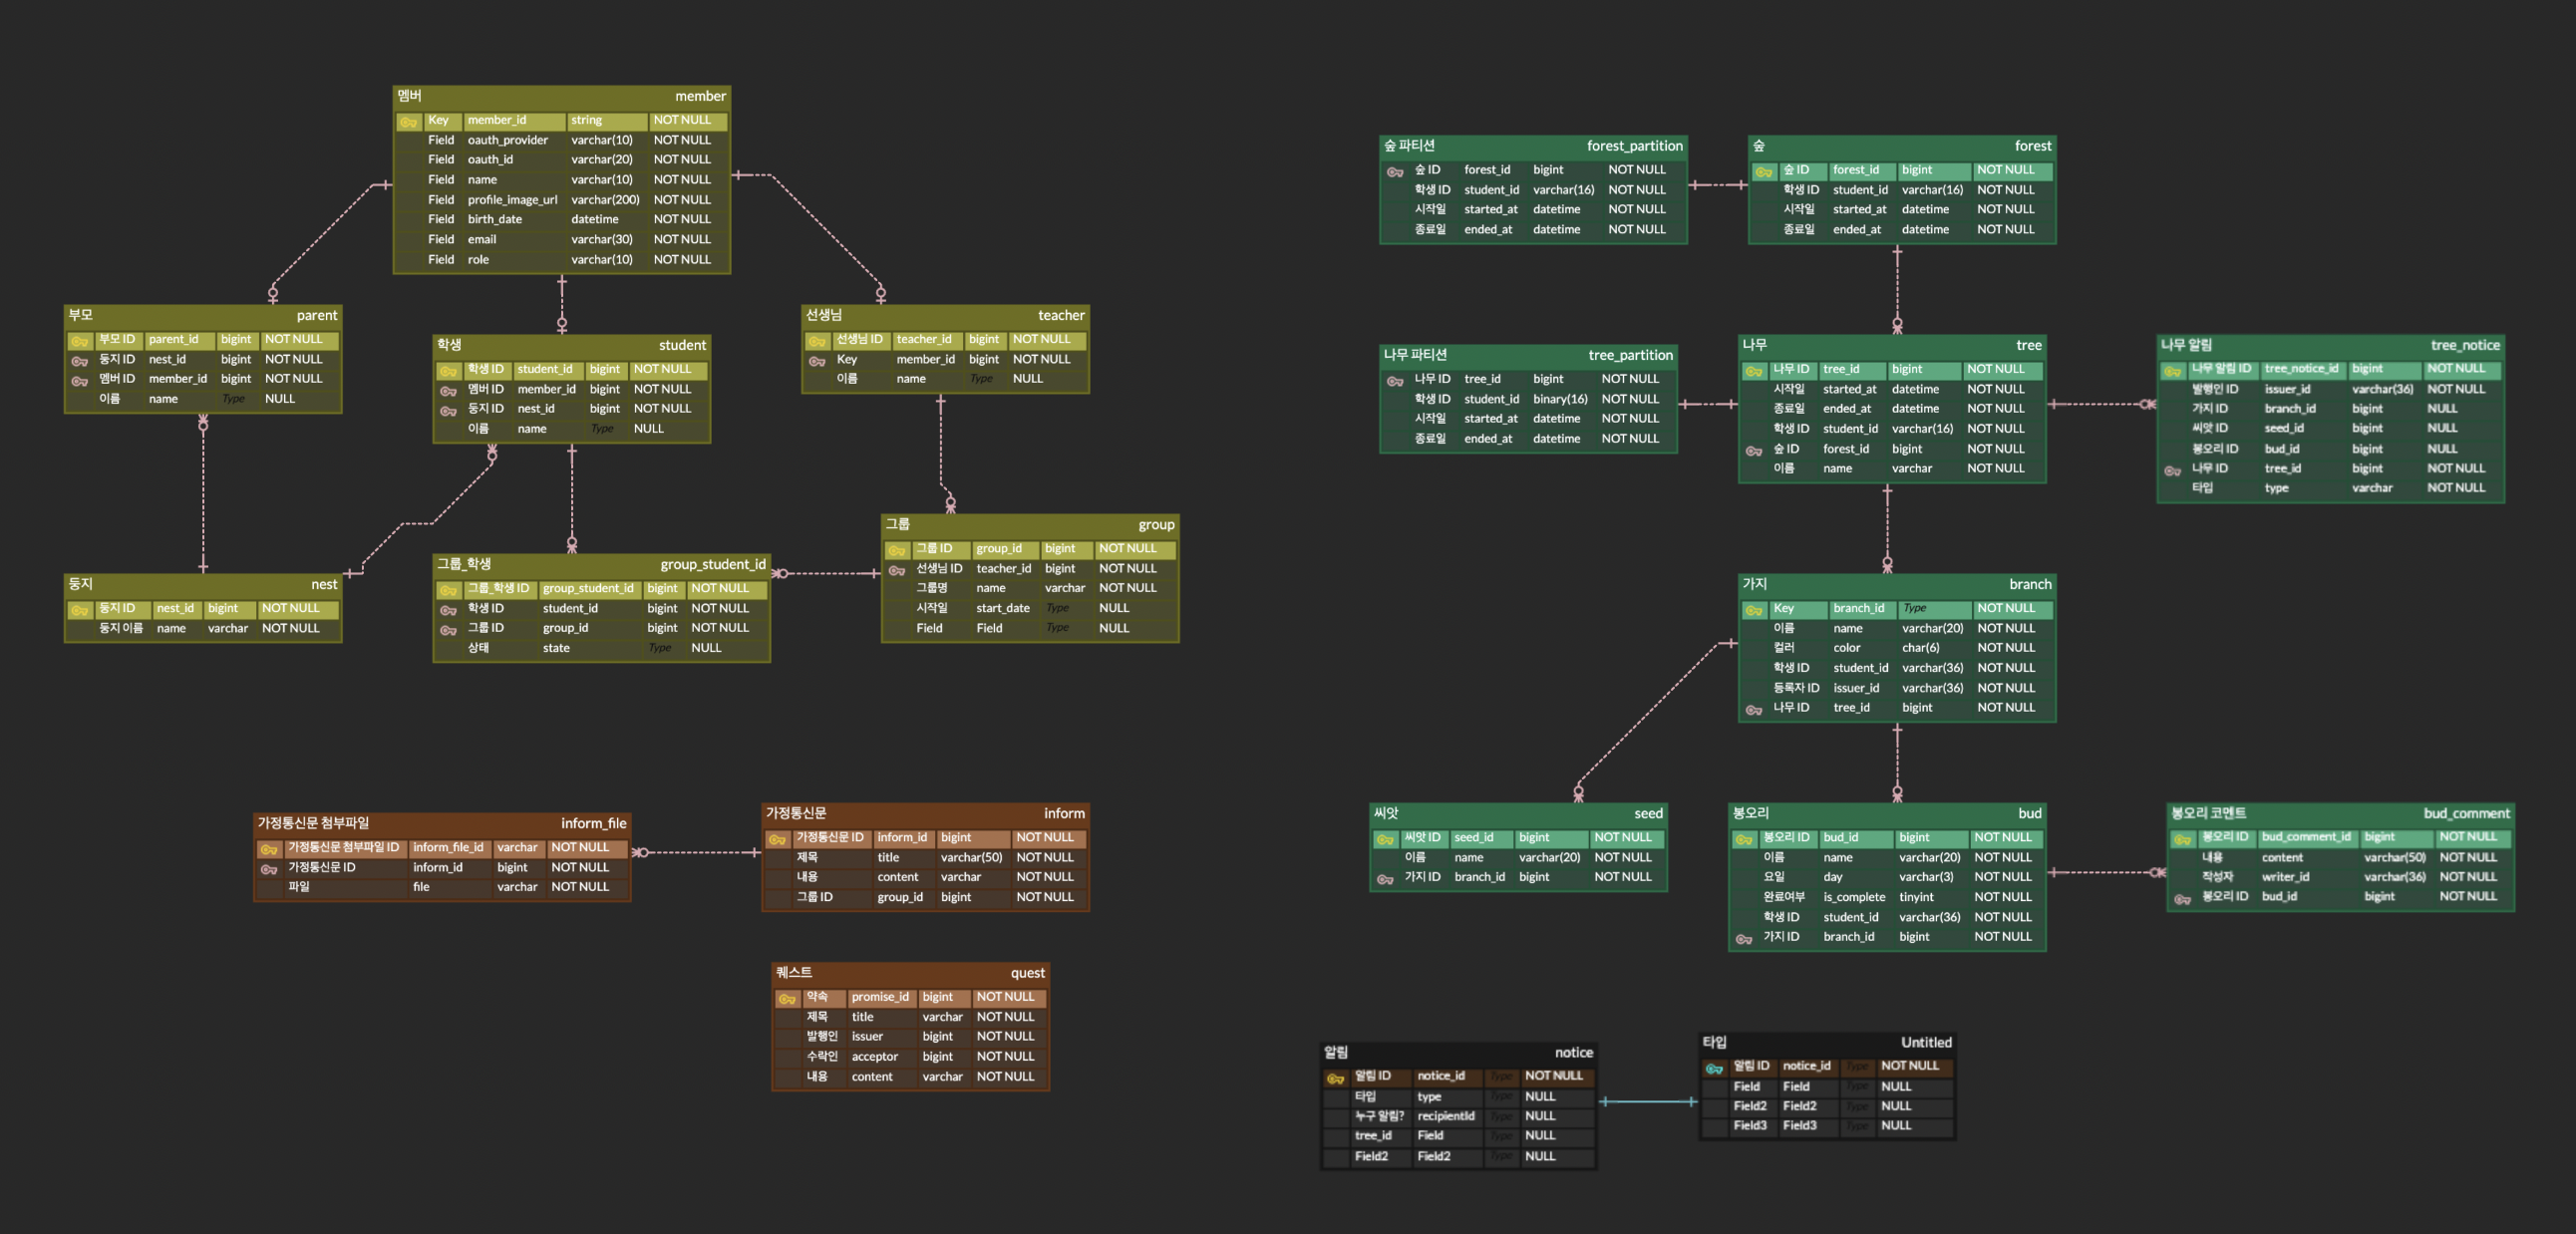 멤버 member
Key member_id string NOT NULL
Field oauth_provider varchar(10) NOT NULL
Field oauth_id varchar(20) NOT NULL
Field name varchar(10) NOT NULL
Field profile_image_url varchar(200) NOT NULL
Field birth_date datetime NOT NULL
Field email varchar(30) NOT NULL
Field role varchar(10) NOT NULL
부모 parent
부모 ID parent_id bigint NOT NULL
둥지 ID nest_id bigint NOT NULL
멤버 ID member_id bigint NOT NULL
이름 name Type NULL
학생 student
학생 ID student_id bigint NOT NULL
멤버 ID member_id bigint NOT NULL
둥지 ID nest_id bigint NOT NULL
이름 name Type NULL
선생님 teacher
선생님 ID teacher_id bigint NOT NULL
Key member_id bigint NOT NULL
이름 name Type NULL
둥지 nest
둥지 ID nest_id bigint NOT NULL
둥지 이름 name varchar NOT NULL
그룹_학생 group_student_id
그룹_학생 ID group_student_id bigint NOT NULL
학생 ID student_id bigint NOT NULL
그룹 ID group_id bigint NOT NULL
상태 state Type NULL
그룹 group
그룹 ID group_id bigint NOT NULL
선생님 ID teacher_id bigint NOT NULL
그룹명 name varchar NOT NULL
시작일 start_date Type NULL
Field Field Type NULL
가정통신문 첨부파일 inform_file
가정통신문 첨부파일 ID inform_file_id varchar NOT NULL
가정통신문 ID inform_id bigint NOT NULL
파일 file varchar NOT NULL
가정통신문 inform
가정통신문 ID inform_id bigint NOT NULL
제목 title varchar(50) NOT NULL
내용 content varchar NOT NULL
그룹 ID group_id bigint NOT NULL
퀘스트 quest
약속 promise_id bigint NOT NULL
제목 title varchar NOT NULL
발행인 issuer bigint NOT NULL
수락인 acceptor bigint NOT NULL
내용 content varchar NOT NULL
숲 파티션 forest_partition
숲 ID forest_id bigint NOT NULL
학생 ID student_id varchar(16) NOT NULL
시작일 started_at datetime NOT NULL
종료일 ended_at datetime NOT NULL
숲 forest
숲 ID forest_id bigint NOT NULL
학생 ID student_id varchar(16) NOT NULL
시작일 started_at datetime NOT NULL
종료일 ended_at datetime NOT NULL
나무 파티션 tree_partition
나무 ID tree_id bigint NOT NULL
학생 ID student_id binary(16) NOT NULL
시작일 started_at datetime NOT NULL
종료일 ended_at datetime NOT NULL
나무 tree
나무 ID tree_id bigint NOT NULL
시작일 started_at datetime NOT NULL
종료일 ended_at datetime NOT NULL
학생 ID student_id varchar(16) NOT NULL
숲 ID forest_id bigint NOT NULL
이름 name varchar NOT NULL
나무 알림 tree_notice
나무 알림 ID tree_notice_id bigint NOT NULL
발행인 ID issuer_id varchar(36) NOT NULL
가지 ID branch_id bigint NULL
씨앗 ID seed_id bigint NULL
봉오리 ID bud_id bigint NULL
나무 ID tree_id bigint NOT NULL
타입 type varchar NOT NULL
가지 branch
Key branch_id Type NOT NULL
이름 name varchar(20) NOT NULL
컬러 color char(6) NOT NULL
학생 ID student_id varchar(36) NOT NULL
등록자 ID issuer_id varchar(36) NOT NULL
나무 ID tree_id bigint NOT NULL
씨앗 seed
씨앗 ID seed_id bigint NOT NULL
이름 name varchar(20) NOT NULL
가지 ID branch_id bigint NOT NULL
봉오리 bud
봉오리 ID bud_id bigint NOT NULL
이름 name varchar(20) NOT NULL
요일 day varchar(3) NOT NULL
완료여부 is_complete tinyint NOT NULL
학생 ID student_id varchar(36) NOT NULL
가지 ID branch_id bigint NOT NULL
봉오리 코멘트 bud_comment
봉오리 ID bud_comment_id bigint NOT NULL
내용 content varchar(50) NOT NULL
작성자 writer_id varchar(36) NOT NULL
봉오리 ID bud_id bigint NOT NULL
알림 notice
알림 ID notice_id Type NOT NULL
타입 type Type NULL
누구 알림? recipientId Type NULL
tree_id Field Type NULL
Field2 Field2 Type NULL
타입 Untitled
알림 ID notice_id Type NOT NULL
Field Field Type NULL
Field2 Field2 Type NULL
Field3 Field3 Type NULL